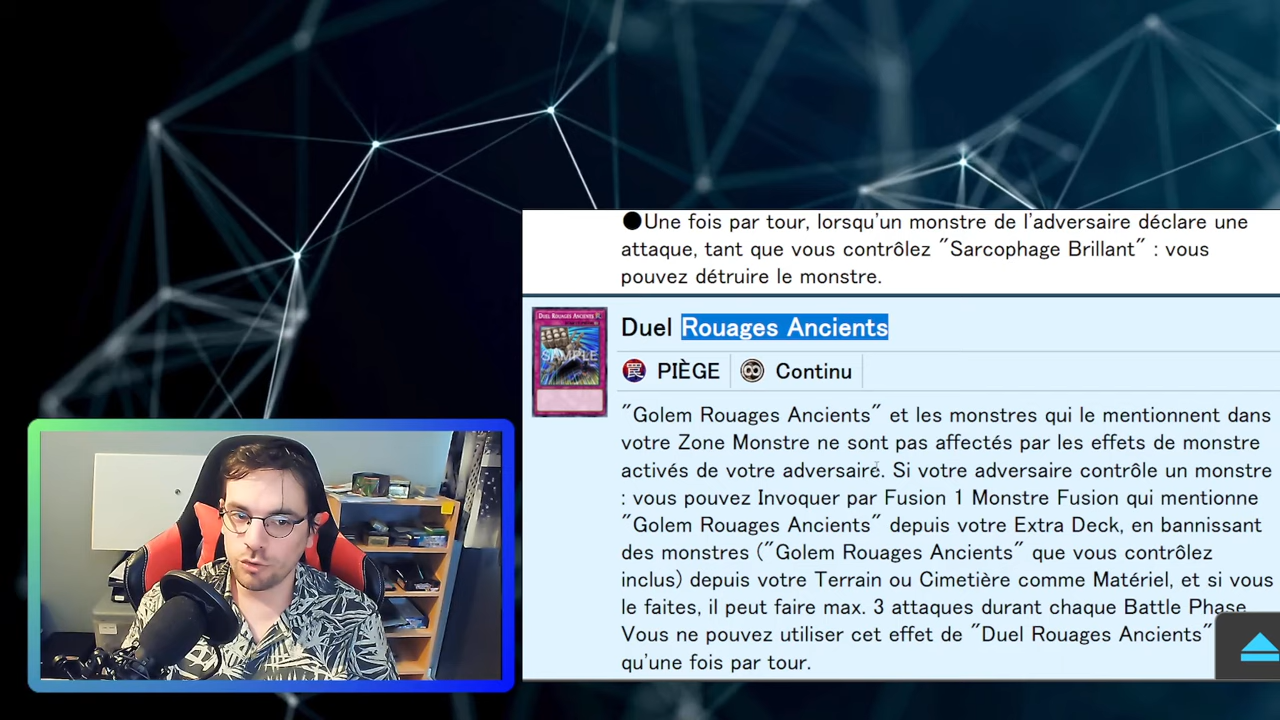 ●Une fois par tour, lorsqu'un monstre de l'adversaire déclare une
attaque, tant que vous contrôlez "Sarcophage Brillant" : vous
pouvez détruire le monstre.
DUEL ROUAGES ANCIENTS
SAMPLE
Duel Rouages Ancients
罠 PIÈGE
Continu
"Golem Rouages Ancients" et les monstres qui le mentionnent dans
votre Zone Monstre ne sont pas affectés par les effets de monstre
activés de votre adversaire. Si votre adversaire contrôle un monstre
: vous pouvez Invoquer par Fusion 1 Monstre Fusion qui mentionne
"Golem Rouages Ancients" depuis votre Extra Deck, en bannissant
des monstres ("Golem Rouages Ancients" que vous contrôlez
inclus) depuis votre Terrain ou Cimetière comme Matériel, et si vous
le faites, il peut faire max. 3 attaques durant chaque Battle Phase.
Vous ne pouvez utiliser cet effet de "Duel Rouages Ancients"
qu'une fois par tour.